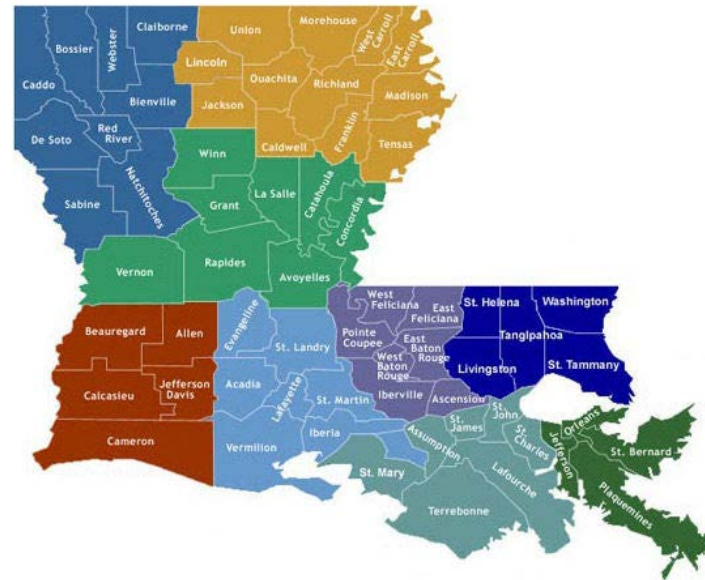 Claiborne
Union
Morehouse
West
Carroll
East
Carroll
Bossier
Webster
Lincoln
Caddo
Ouachita
Richland
Madison
Bienville
Jackson
De Soto
Red
River
Franklin
Caldwell
Tensas
Winn
Natchitoches
La Salle
Catahoula
Sabine
Grant
Concordia
Vernon
Rapides
Avoyelles
West
Feliciana
East
Feliciana
St. Helena
Washington
Beauregard
Allen
Evangeline
St. Landry
Pointe
Coupee
East
Baton
Rouge
Tangipahoa
West
Baton
Rouge
Livingston
St. Tammany
Calcasieu
Jefferson
Davis
Acadia
Lafayette
St. Martin
Iberville
Ascension
Cameron
Vermilion
Iberia
Assumption
St.
James
St.
John
St.
Charles
Jefferson
Orleans
St. Bernard
St. Mary
Lafourche
Plaquemines
Terrebonne